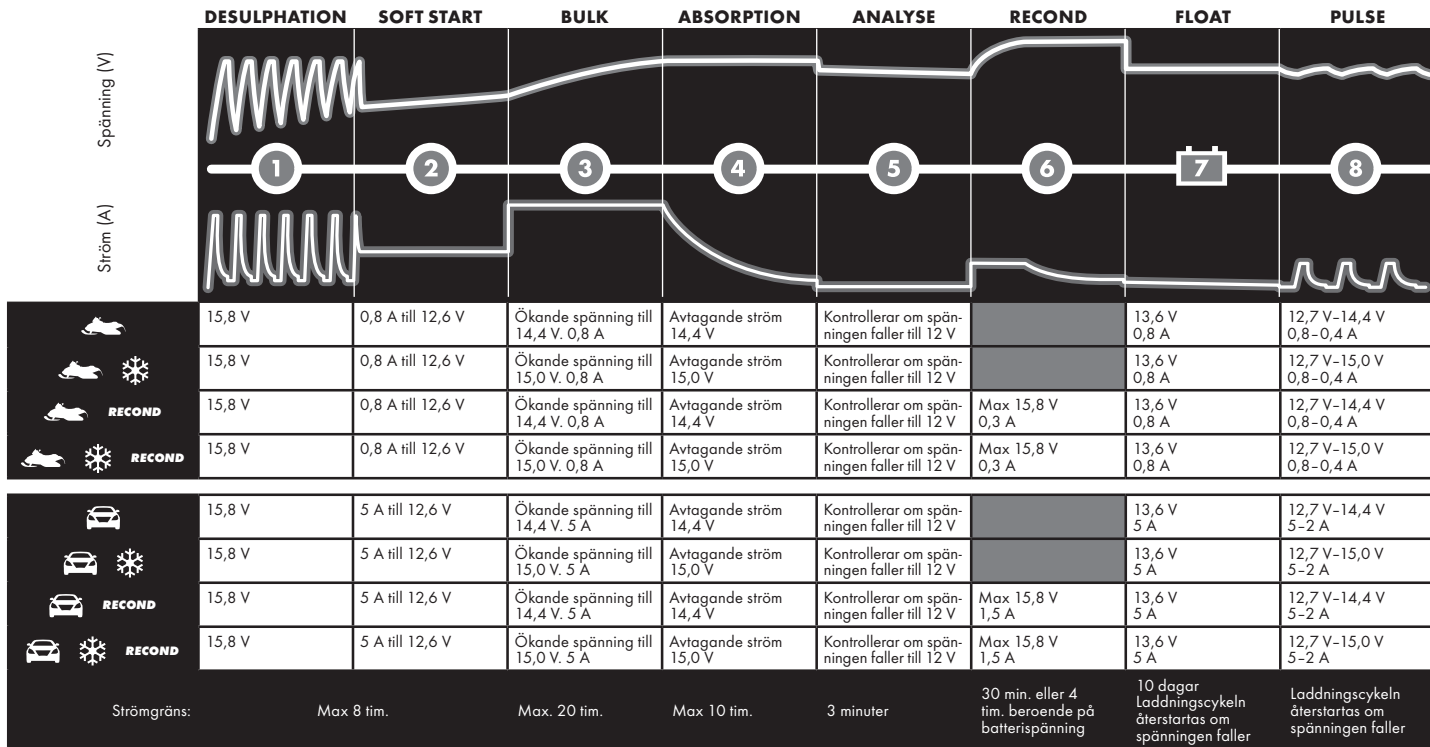 DESULPHATION SOFT START BULK ABSORPTION ANALYSE RECOND FLOAT PULSE
Spänning (V)
1 2 3 4 5 6 7 8
Ström (A)
15,8 V 0,8 A till 12,6 V Ökande spänning till Avtagande ström Kontrollerar om spän- 13,6 V 12,7 V–14,4 V
14,4 V. 0,8 A 14,4 V ningen faller till 12 V 0,8 A 0,8–0,4 A
15,8 V 0,8 A till 12,6 V Ökande spänning till Avtagande ström Kontrollerar om spän- 13,6 V 12,7 V–15,0 V
15,0 V. 0,8 A 15,0 V ningen faller till 12 V 0,8 A 0,8–0,4 A
RECOND 15,8 V 0,8 A till 12,6 V Ökande spänning till Avtagande ström Kontrollerar om spän- Max 15,8 V 13,6 V 12,7 V–14,4 V
14,4 V. 0,8 A 14,4 V ningen faller till 12 V 0,3 A 0,8 A 0,8–0,4 A
RECOND 15,8 V 0,8 A till 12,6 V Ökande spänning till Avtagande ström Kontrollerar om spän- Max 15,8 V 13,6 V 12,7 V–15,0 V
15,0 V. 0,8 A 15,0 V ningen faller till 12 V 0,3 A 0,8 A 0,8–0,4 A
15,8 V 5 A till 12,6 V Ökande spänning till Avtagande ström Kontrollerar om spän- 13,6 V 12,7 V–14,4 V
14,4 V. 5 A 14,4 V ningen faller till 12 V 5 A 5–2 A
15,8 V 5 A till 12,6 V Ökande spänning till Avtagande ström Kontrollerar om spän- 13,6 V 12,7 V–15,0 V
15,0 V. 5 A 15,0 V ningen faller till 12 V 5 A 5–2 A
RECOND 15,8 V 5 A till 12,6 V Ökande spänning till Avtagande ström Kontrollerar om spän- Max 15,8 V 13,6 V 12,7 V–14,4 V
14,4 V. 5 A 14,4 V ningen faller till 12 V 1,5 A 5 A 5–2 A
RECOND 15,8 V 5 A till 12,6 V Ökande spänning till Avtagande ström Kontrollerar om spän- Max 15,8 V 13,6 V 12,7 V–15,0 V
15,0 V. 5 A 15,0 V ningen faller till 12 V 1,5 A 5 A 5–2 A
Strömgräns: Max 8 tim. Max. 20 tim. Max 10 tim. 3 minuter
30 min. eller 4
tim. beroende på
batterispänning
10 dagar
Laddningscykeln
återstartas om
spänningen faller
Laddningscykeln
återstartas om
spänningen faller